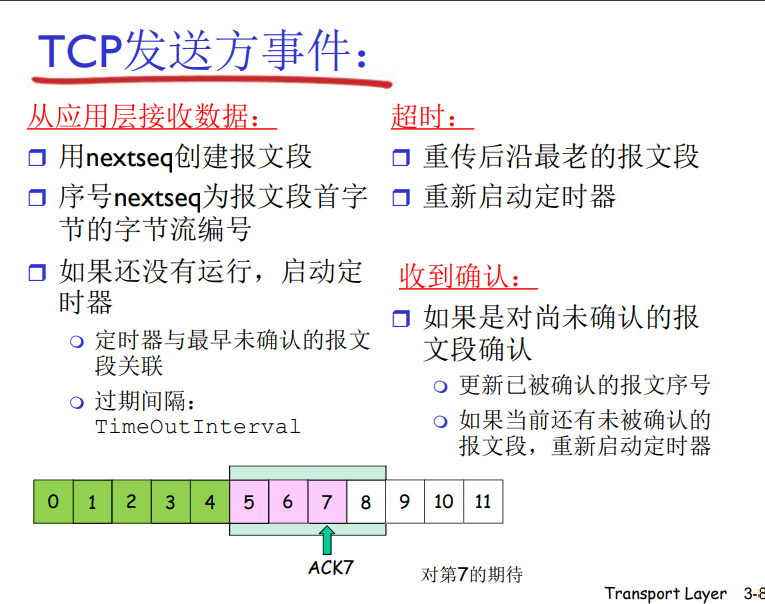 TCP发送方事件：
从应用层接收数据：
用nextseq创建报文段
序号nextseq为报文段首字
节的字节流编号
如果还没有运行，启动定
时器
定时器与最早未确认的报文
段关联
过期间隔：
TimeOutInterval
超时：
重传后沿最老的报文段
重新启动定时器
收到确认：
如果是对尚未确认的报
文段确认
更新已被确认的报文序号
如果当前还有未被确认的
报文段，重新启动定时器
0 1 2 3 4 5 6 7 8 9 10 11
ACK7
对第7的期待
Transport Layer 3-8